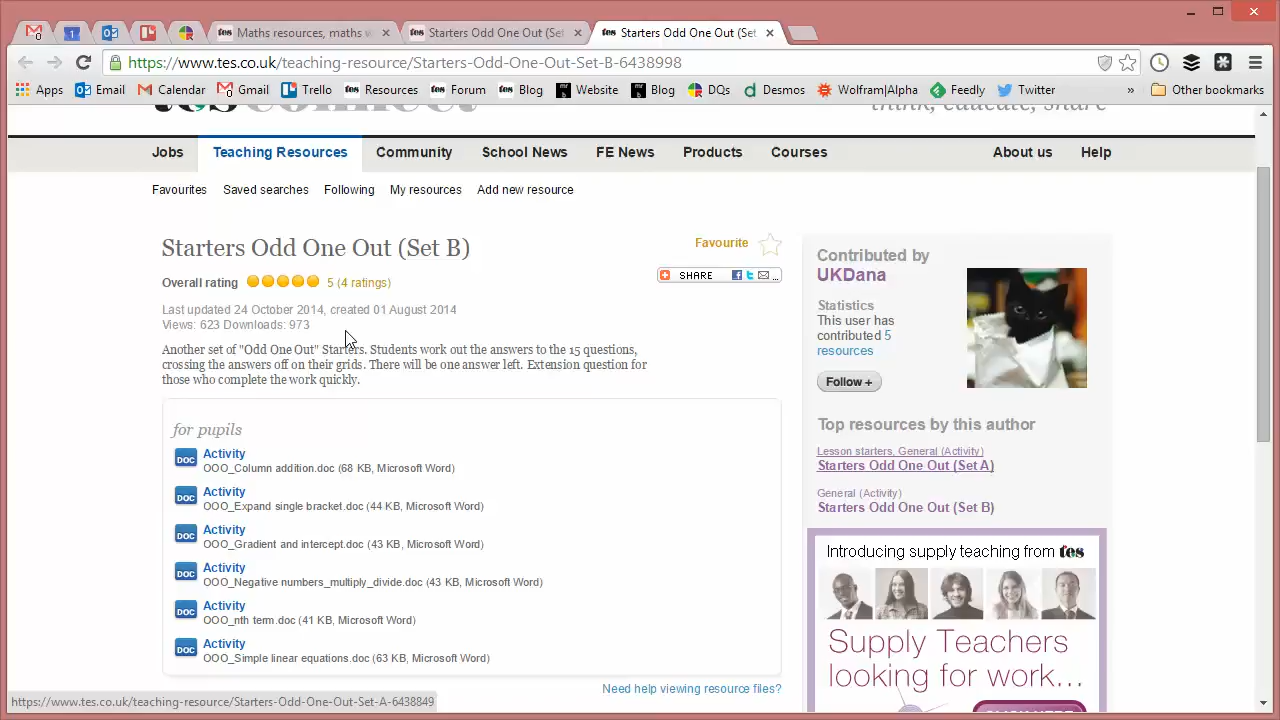 Maths resources, maths w
Starters Odd One Out (Set
Starters Odd One Out (Set
https://www.tes.co.uk/teaching-resource/Starters-Odd-One-Out-Set-B-6438998
Apps Email Calendar Gmail Trello Resources Forum Blog Website Blog DQs Desmos Wolfram|Alpha Feedly Twitter » Other bookmarks
tes connect think, educate, share
Jobs Teaching Resources Community School News FE News Products Courses About us Help
Favourites Saved searches Following My resources Add new resource
Starters Odd One Out (Set B)
Favourite
Overall rating 5 (4 ratings)
SHARE
Last updated 24 October 2014, created 01 August 2014
Views: 623 Downloads: 973
Another set of "Odd One Out" Starters. Students work out the answers to the 15 questions,
crossing the answers off on their grids. There will be one answer left. Extension question for
those who complete the work quickly.
for pupils
DOC Activity
OOO_Column addition.doc (68 KB, Microsoft Word)
DOC Activity
OOO_Expand single bracket.doc (44 KB, Microsoft Word)
DOC Activity
OOO_Gradient and intercept.doc (43 KB, Microsoft Word)
DOC Activity
OOO_Negative numbers_multiply_divide.doc (43 KB, Microsoft Word)
DOC Activity
OOO_nth term.doc (41 KB, Microsoft Word)
DOC Activity
OOO_Simple linear equations.doc (63 KB, Microsoft Word)
Need help viewing resource files?
Contributed by
UKDana
Statistics
This user has
contributed 5
resources
Follow +
Top resources by this author
Lesson starters, General (Activity)
Starters Odd One Out (Set A)
General (Activity)
Starters Odd One Out (Set B)
Introducing supply teaching from tes
Supply Teachers
looking for work...
CLICK HERE
https://www.tes.co.uk/teaching-resource/Starters-Odd-One-Out-Set-A-6438849